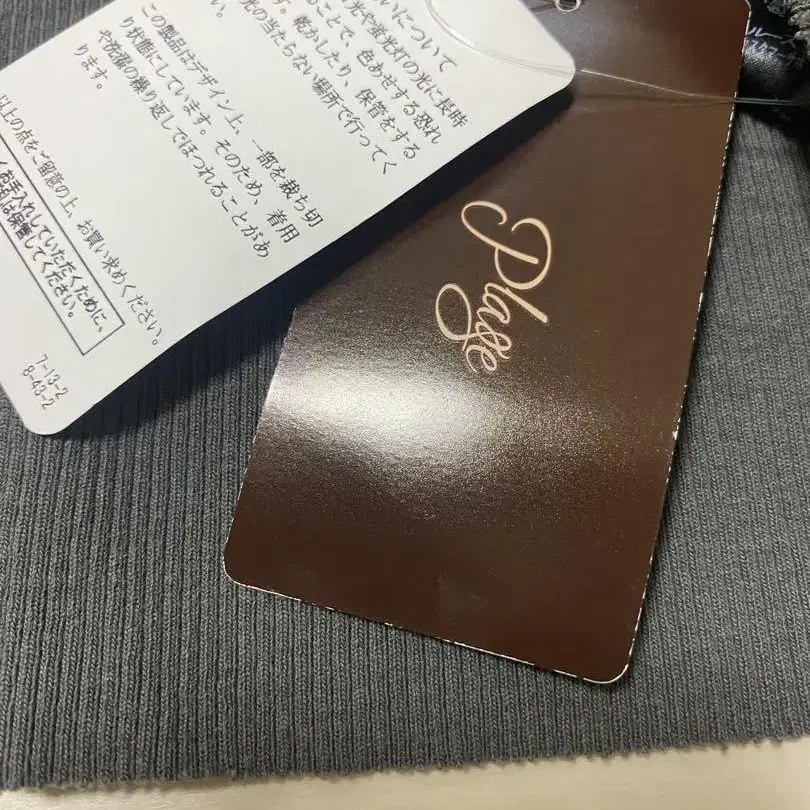 いについて
光や蛍光灯の光に長時
ことで、色あせする恐れ
す。乾かしたり、保管をする
光の当たらない場所で行ってく
い。
この製品はデザイン上、一部を裁ち切
り状態にしています。そのため、着用
や洗濯の繰り返しでほつれることがあ
ります。
以上の点をご留意の上、お買い求めください。
くお手入れしていただくために、
は保管してください。
7-13-2
8-43-2
Plage